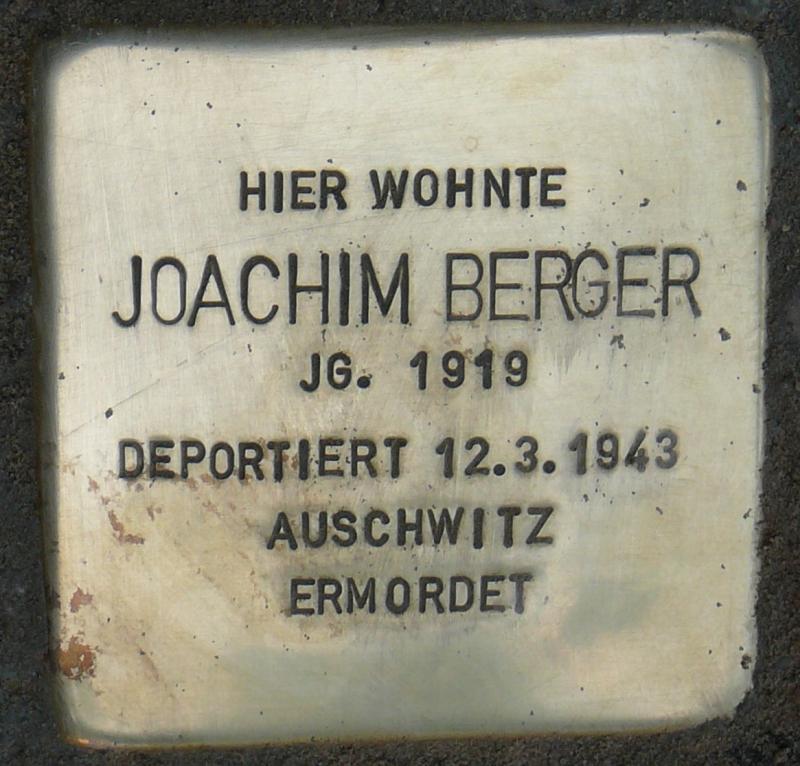 HIER WOHNTE
JOACHIM BERGER
JG. 1919
DEPORTIERT 12.3.1943
AUSCHWITZ
ERMORDET